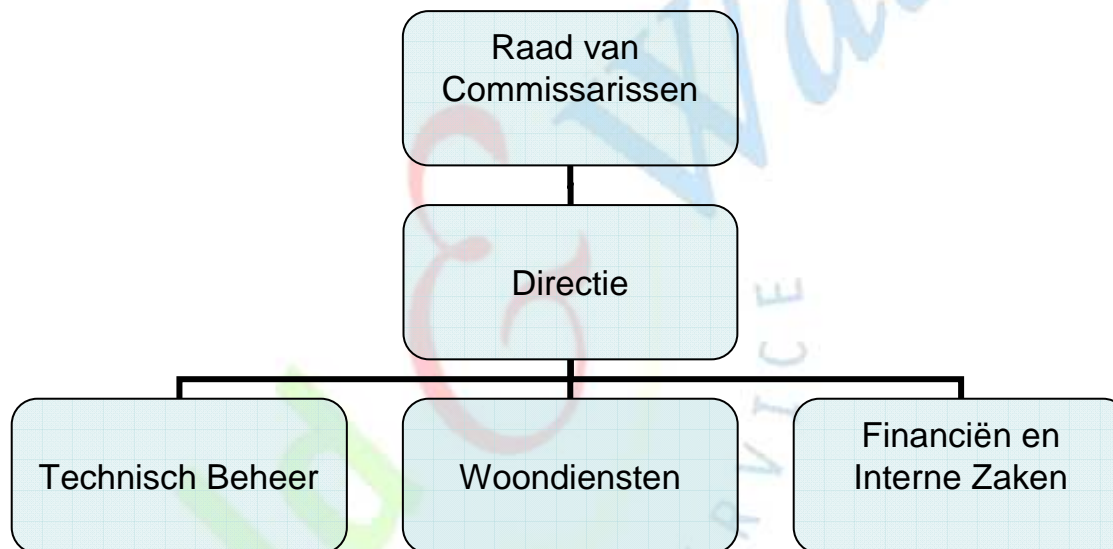 Raad van
Commissarissen
Directie
Technisch Beheer
Woondiensten
Financiën en
Interne Zaken